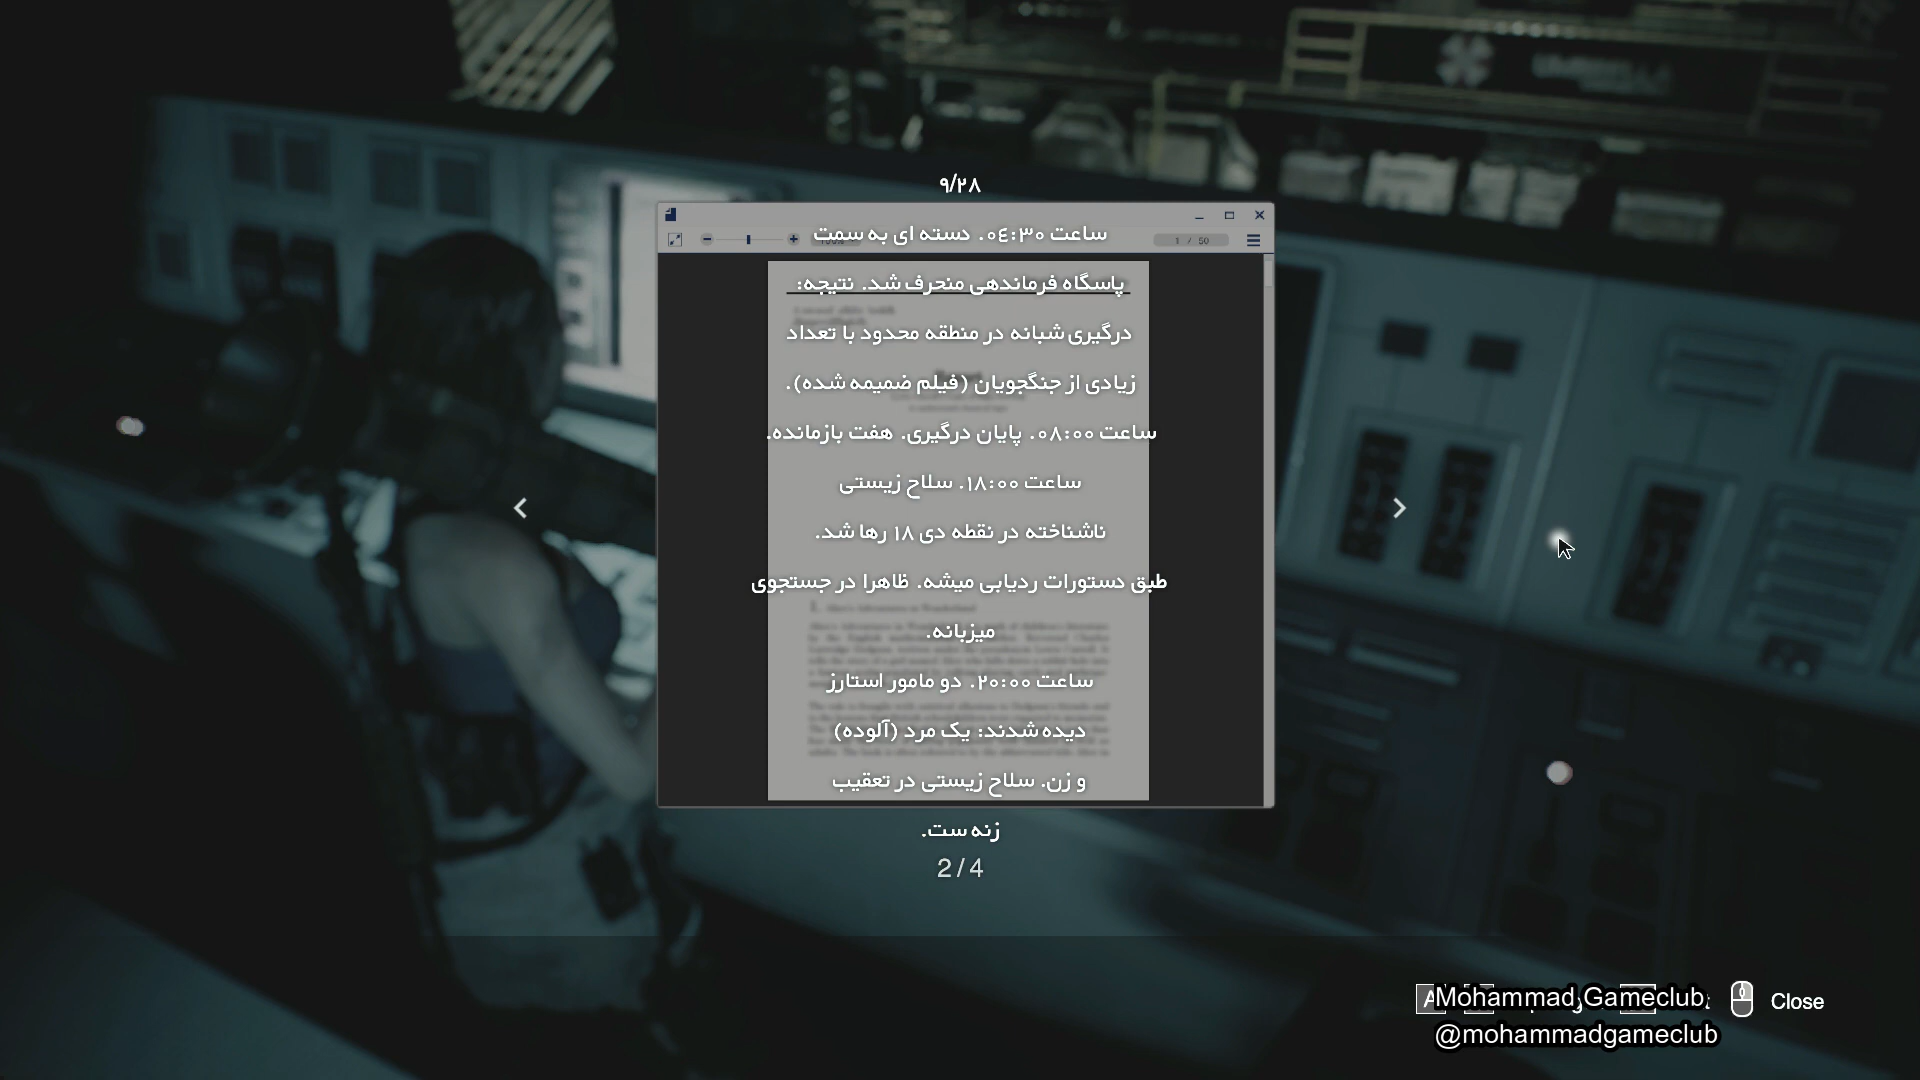 UMBRELLA
۹/۲۸
1 / 50
ساعت ۰۴:۳۰. دسته ای به سمت
پاسگاه فرماندهی منحرف شد. نتیجه:
درگیری شبانه در منطقه محدود با تعداد
زیادی از جنگجویان (فیلم ضمیمه شده).
ساعت ۰۸:۰۰. پایان درگیری. هفت بازمانده.
ساعت ۱۸:۰۰. سلاح زیستی
ناشناخته در نقطه دی ۱۸ رها شد.
طبق دستورات ردیابی میشه. ظاهرا در جستجوی
میزبانه.
ساعت ۲۰:۰۰. دو مامور استارز
دیده شدند: یک مرد (آلوده)
و زن. سلاح زیستی در تعقیب
زنه ست.
2 / 4
Mohammad Gameclub
Close
@mohammadgameclub